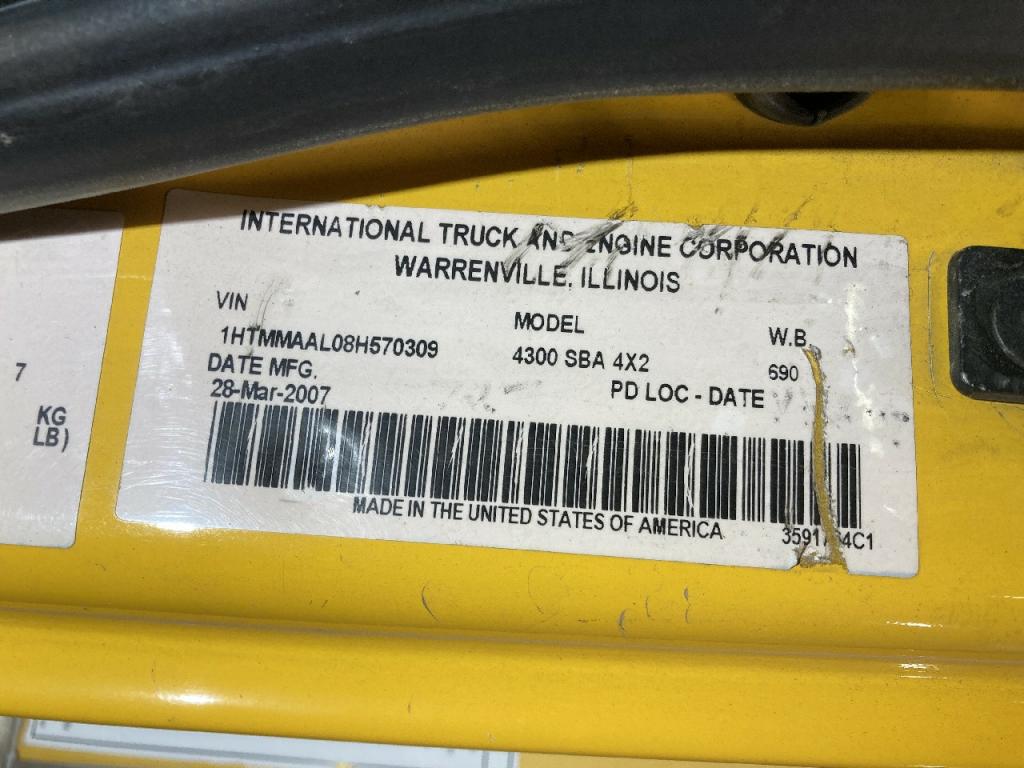 INTERNATIONAL TRUCK AND ENGINE CORPORATION
WARRENVILLE, ILLINOIS
VIN MODEL W.B.
1HTMMAAL08H570309 4300 SBA 4X2 690
DATE MFG. PD LOC - DATE
28-Mar-2007
MADE IN THE UNITED STATES OF AMERICA
7
KG
LB)